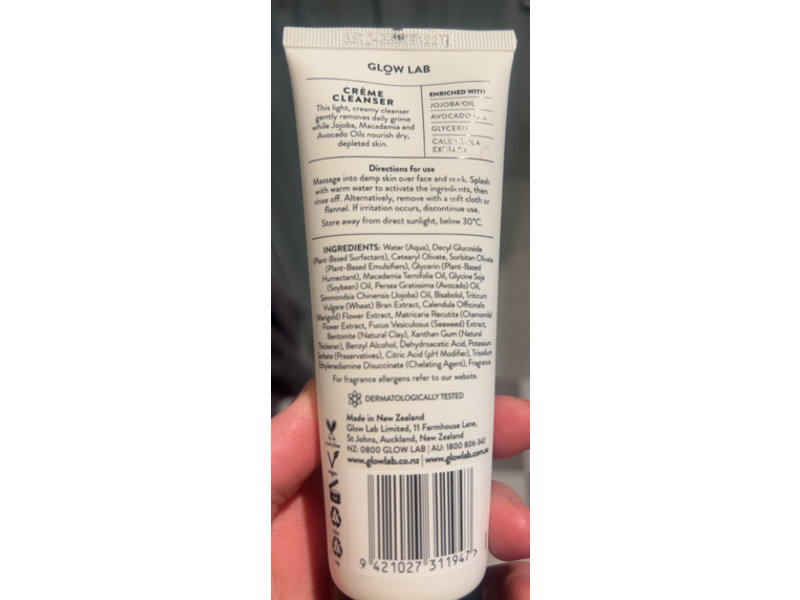 GLOW LAB
CRÈME
CLEANSER
This light, creamy cleanser
gently removes daily grime
while Jojoba, Macadamia and
Avocado Oils nourish dry,
depleted skin.
ENRICHED WITH
JOJOBA OIL
AVOCADO
GLYCERIN
CALENDULA
EXTRACT
Directions for use
Massage into damp skin over face and neck. Splash
with warm water to activate the ingredients, then
rinse off. Alternatively, remove with a soft cloth or
flannel. If irritation occurs, discontinue use.
Store away from direct sunlight, below 30°C.
INGREDIENTS: Water (Aqua), Decyl Glucoside
(Plant-Based Surfactant), Cetearyl Olivate, Sorbitan Olivate
(Plant-Based Emulsifiers), Glycerin (Plant-Based
Humectant), Macadamia Ternifolia Oil, Glycine Soja
(Soybean) Oil, Persea Gratissima (Avocado) Oil,
Simmondsia Chinensis (Jojoba) Oil, Bisabolol, Triticum
Vulgare (Wheat) Bran Extract, Calendula Officinalis
(Marigold) Flower Extract, Matricaria Recutita (Chamomile)
Flower Extract, Fucus Vesiculosus (Seaweed) Extract,
Bentonite (Natural Clay), Xanthan Gum (Natural
Thickener), Benzyl Alcohol, Dehydroacetic Acid, Potassium
Sorbate (Preservatives), Citric Acid (pH Modifier), Trisodium
Ethylenediamine Disuccinate (Chelating Agent), Fragrance
For fragrance allergens refer to our website.
DERMATOLOGICALLY TESTED
Made in New Zealand
Glow Lab Limited, 11 Farmhouse Lane,
St Johns, Auckland, New Zealand
NZ: 0800 GLOW LAB | AU: 1800 806-342
www.glowlab.co.nz | www.glowlab.com.au
9 421027 311947 >